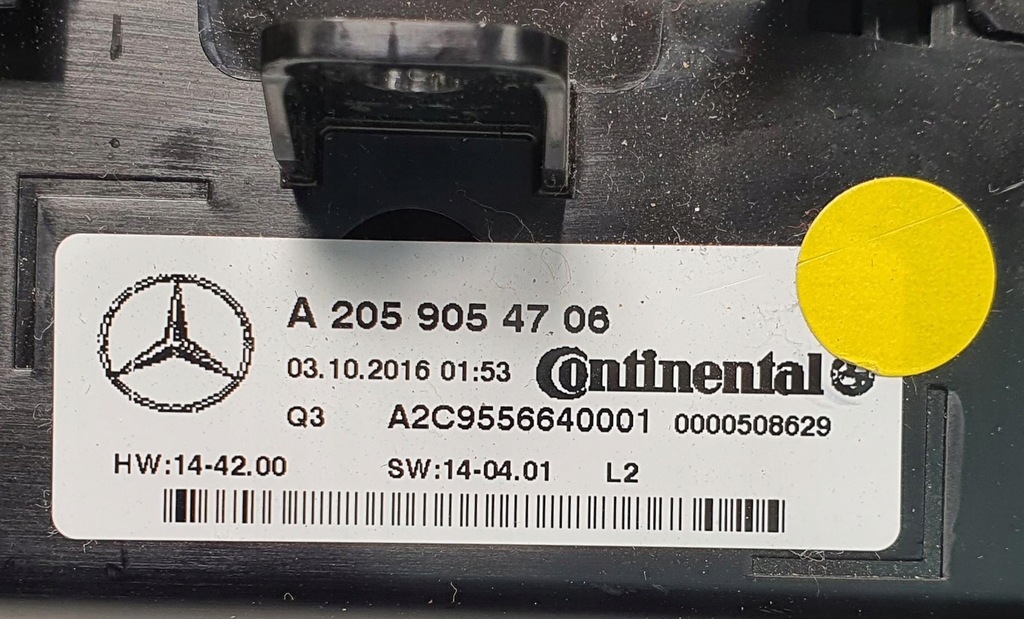 A 205 905 47 06
03.10.2016 01:53 Continental
Q3 A2C9556640001 0000508629
HW:14-42.00 SW:14-04.01 L2